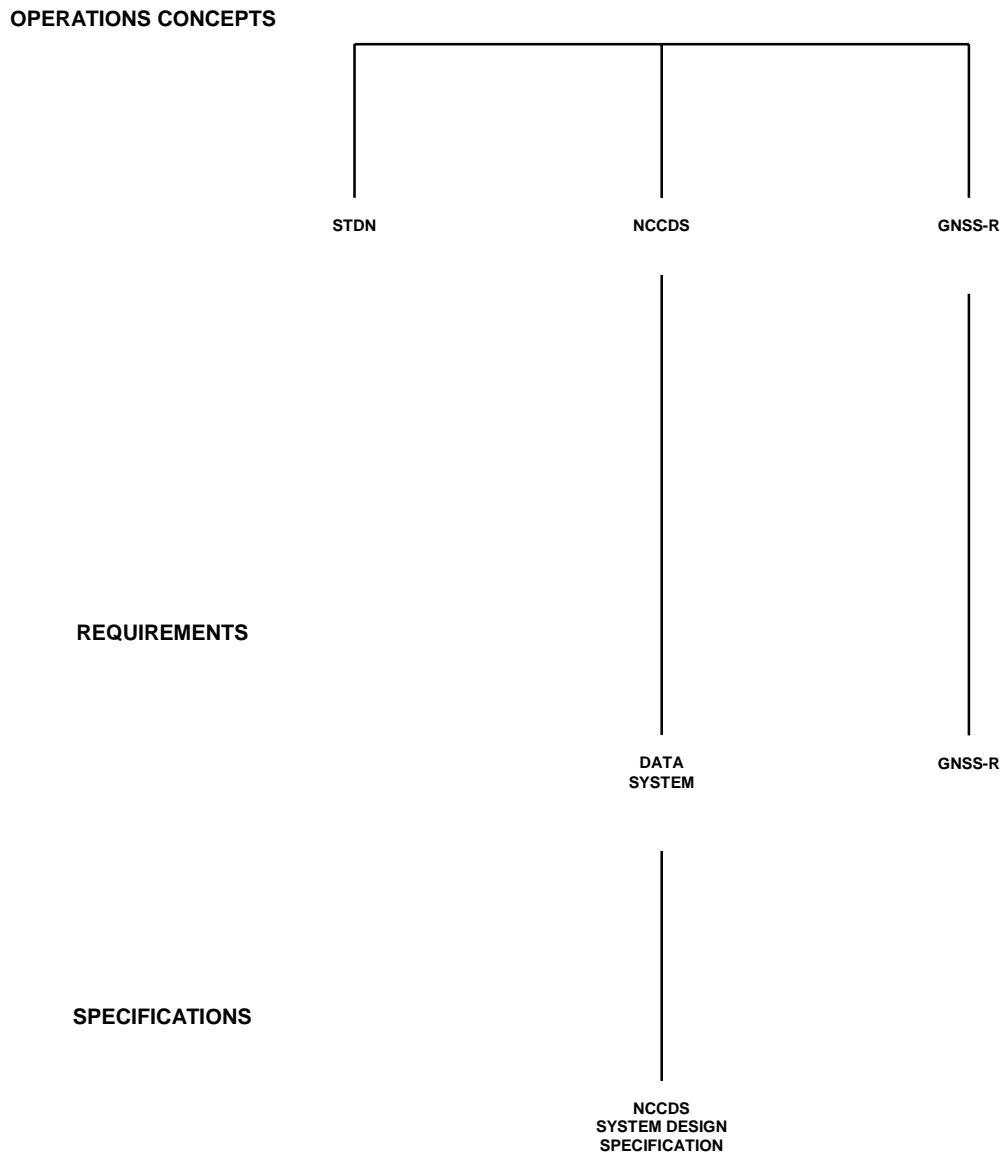 OPERATIONS CONCEPTS
STDN
NCCDS
GNSS-R
REQUIREMENTS
DATA
SYSTEM
GNSS-R
SPECIFICATIONS
NCCDS
SYSTEM DESIGN
SPECIFICATION